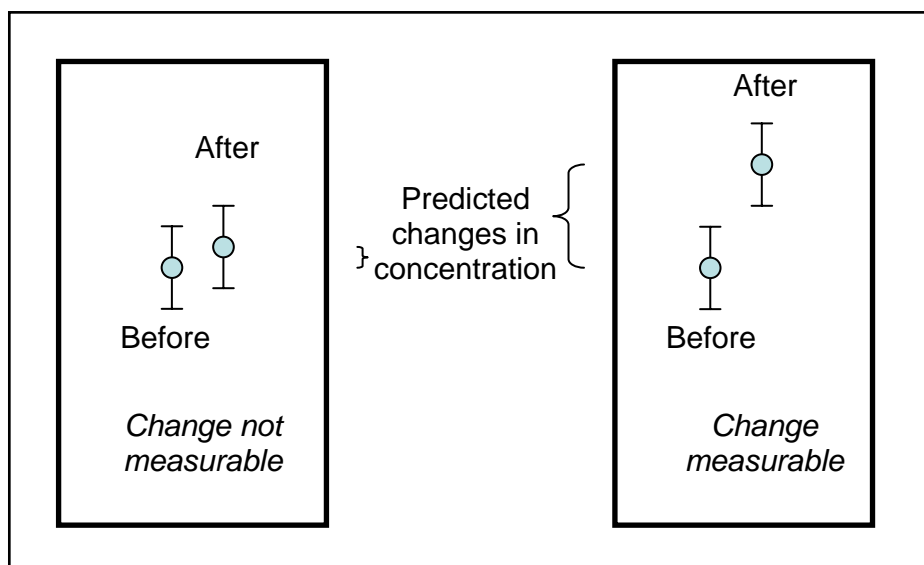 After
Before
Change not
measurable
Predicted
changes in
concentration
After
Before
Change
measurable